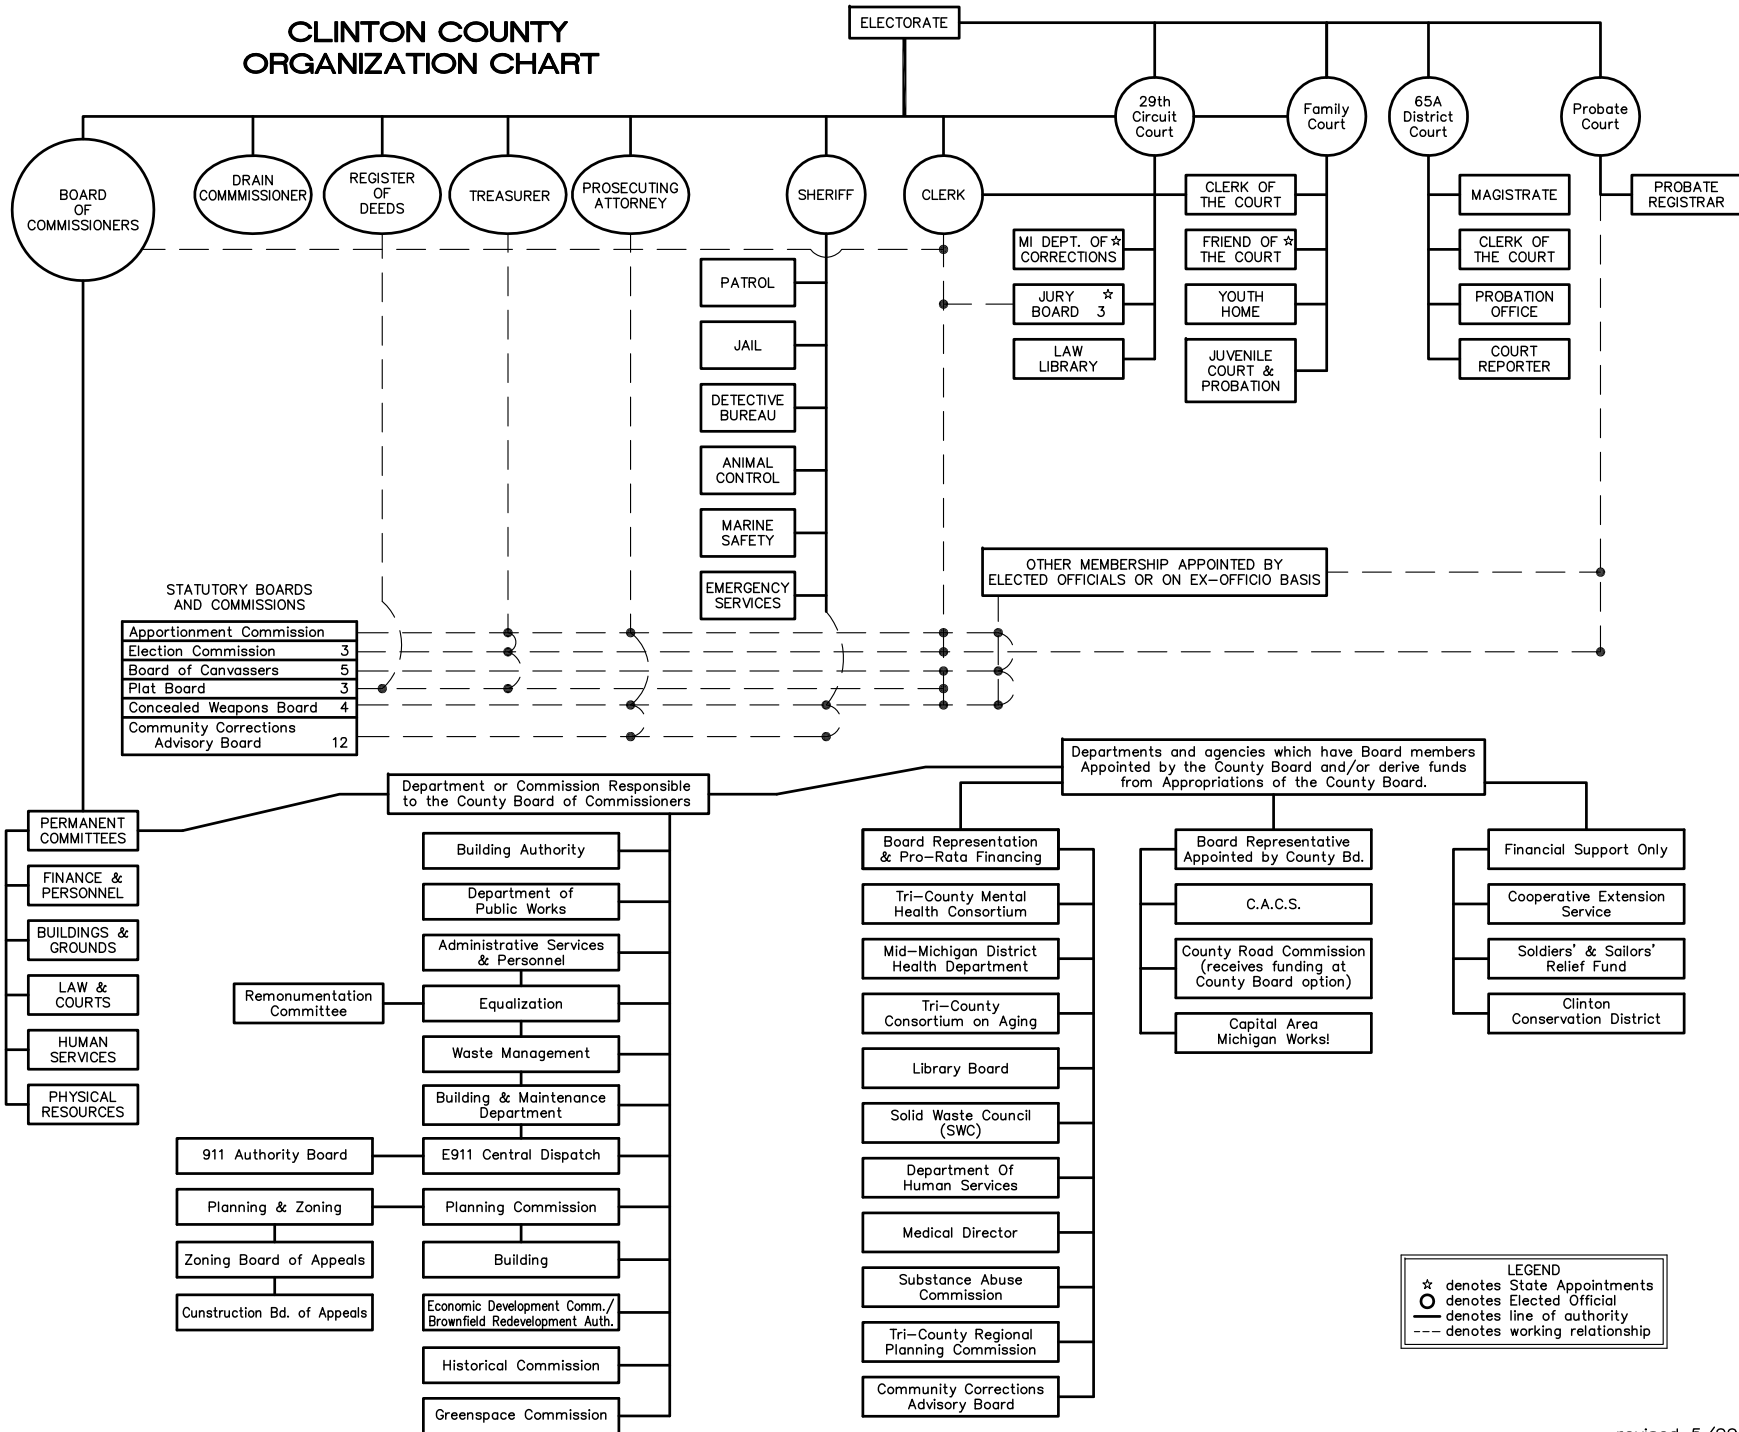 CLINTON COUNTY
ORGANIZATION CHART
ELECTORATE
29th
Circuit
Court
Family
Court
65A
District
Court
Probate
Court
BOARD
OF
COMMISSIONERS
DRAIN
COMMMISSIONER
REGISTER
OF
DEEDS
TREASURER
PROSECUTING
ATTORNEY
SHERIFF
CLERK
CLERK OF
THE COURT
MAGISTRATE
PROBATE
REGISTRAR
MI DEPT. OF ☆
CORRECTIONS
FRIEND OF ☆
THE COURT
CLERK OF
THE COURT
JURY ☆
BOARD 3
YOUTH
HOME
PROBATION
OFFICE
LAW
LIBRARY
JUVENILE
COURT &
PROBATION
COURT
REPORTER
PATROL
JAIL
DETECTIVE
BUREAU
ANIMAL
CONTROL
MARINE
SAFETY
EMERGENCY
SERVICES
OTHER MEMBERSHIP APPOINTED BY
ELECTED OFFICIALS OR ON EX-OFFICIO BASIS
STATUTORY BOARDS
AND COMMISSIONS
Apportionment Commission
Election Commission 3
Board of Canvassers 5
Plat Board 3
Concealed Weapons Board 4
Community Corrections
Advisory Board 12
Department or Commission Responsible
to the County Board of Commissioners
Departments and agencies which have Board members
Appointed by the County Board and/or derive funds
from Appropriations of the County Board.
PERMANENT
COMMITTEES
FINANCE &
PERSONNEL
BUILDINGS &
GROUNDS
LAW &
COURTS
HUMAN
SERVICES
PHYSICAL
RESOURCES
Building Authority
Department of
Public Works
Administrative Services
& Personnel
Remonumentation
Committee
Equalization
Waste Management
Building & Maintenance
Department
911 Authority Board
E911 Central Dispatch
Planning & Zoning
Planning Commission
Zoning Board of Appeals
Building
Cunstruction Bd. of Appeals
Economic Development Comm./
Brownfield Redevelopment Auth.
Historical Commission
Greenspace Commission
Board Representation
& Pro-Rata Financing
Tri-County Mental
Health Consortium
Mid-Michigan District
Health Department
Tri-County
Consortium on Aging
Library Board
Solid Waste Council
(SWC)
Department Of
Human Services
Medical Director
Substance Abuse
Commission
Tri-County Regional
Planning Commission
Community Corrections
Advisory Board
Board Representative
Appointed by County Bd.
C.A.C.S.
County Road Commission
(receives funding at
County Board option)
Capital Area
Michigan Works!
Financial Support Only
Cooperative Extension
Service
Soldiers' & Sailors'
Relief Fund
Clinton
Conservation District
LEGEND
☆ denotes State Appointments
denotes Elected Official
denotes line of authority
--- denotes working relationship